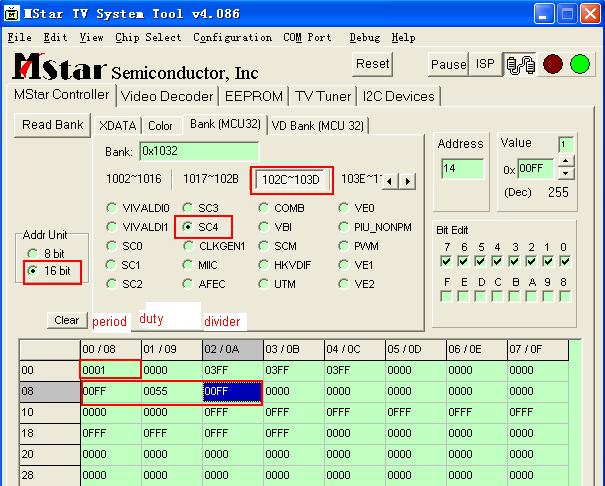 MStar TV System Tool v4.086
File Edit View Chip Select Configuration COM Port Debug Help
MStar Semiconductor, Inc
Reset Pause ISP
MStar Controller Video Decoder EEPROM TV Tuner I2C Devices
Read Bank XDATA Color Bank (MCU32) VD Bank (MCU 32)
Bank: 0x1032
1002~1016 1017~102B 102C~103D 103E~1
VIVALDI0 SC3 COMB VE0
VIVALDI1 SC4 VBI PIU_NONPM
SC0 CLKGEN1 SCM PWM
SC1 MIIC HKVDIF VE1
SC2 AFEC UTM VE2
Addr Unit
8 bit
16 bit
Address
14
Value 1
0x 00FF
(Dec) 255
Bit Edit
7 6 5 4 3 2 1 0
F E D C B A 9 8
Clear period duty divider
00 / 08 01 / 09 02 / 0A 03 / 0B 04 / 0C 05 / 0D 06 / 0E 07 / 0F
00 0001 0000 03FF 03FF 03FF 0000 0000 0000
08 00FF 0055 00FF 0000 0000 0000 0000 0000
10 0000 0000 0FFF 0FFF 0FFF 0FFF 0FFF 0FFF
18 0FFF 0FFF 0FFF 0FFF 0000 0000 0000 0000
20 0000 0000 0000 0000 0000 0000 0000 0000
28 0000 0000 0000 0000 0000 0000 0000 0000